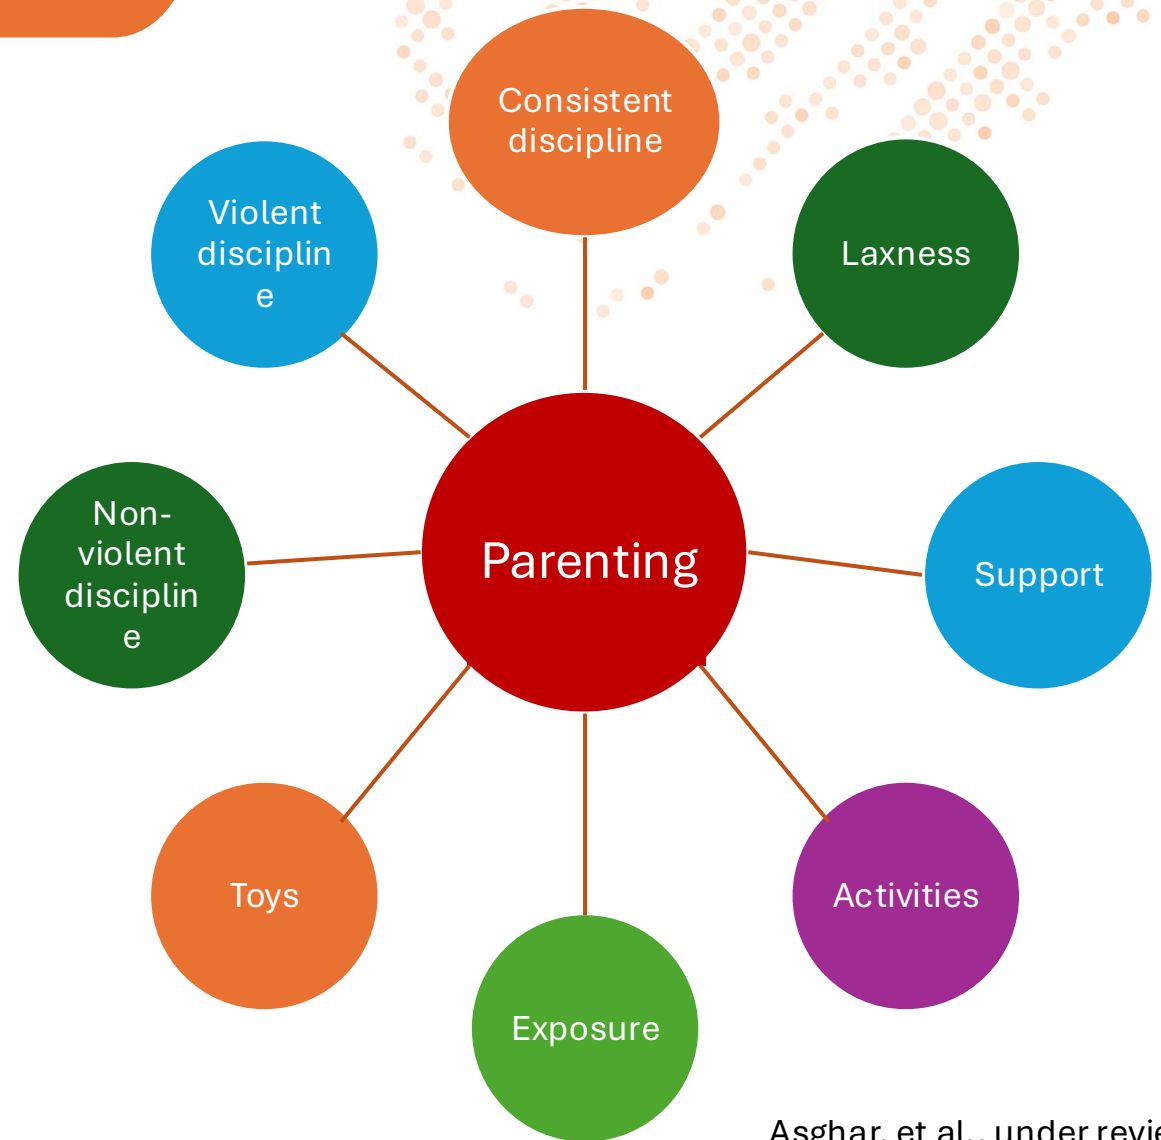 Consistent
discipline
Laxness
Support
Activities
Exposure
Toys
Non-
violent
disciplin
e
Violent
disciplin
e
Parenting
Asghar, et al., under revie